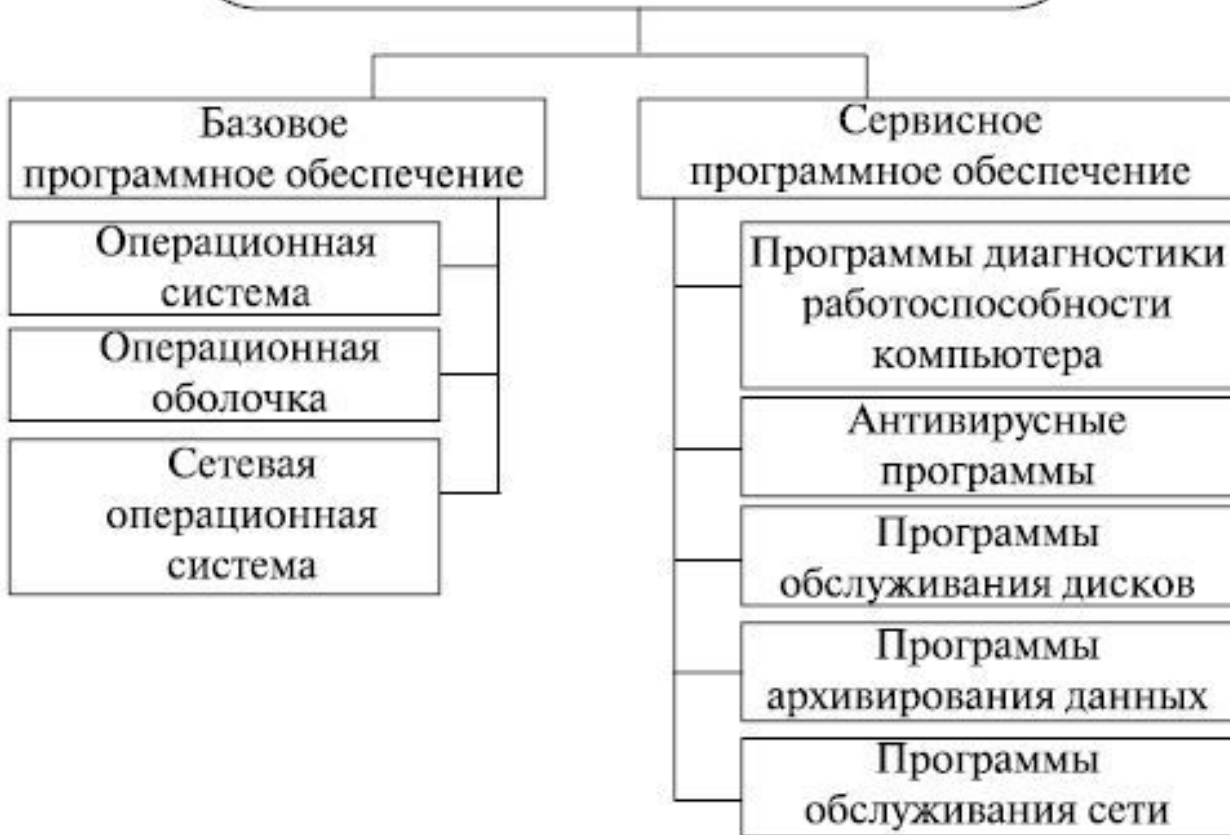 Базовое
программное обеспечение
Операционная
система
Операционная
оболочка
Сетевая
операционная
система
Сервисное
программное обеспечение
Программы диагностики
работоспособности
компьютера
Антивирусные
программы
Программы
обслуживания дисков
Программы
архивирования данных
Программы
обслуживания сети